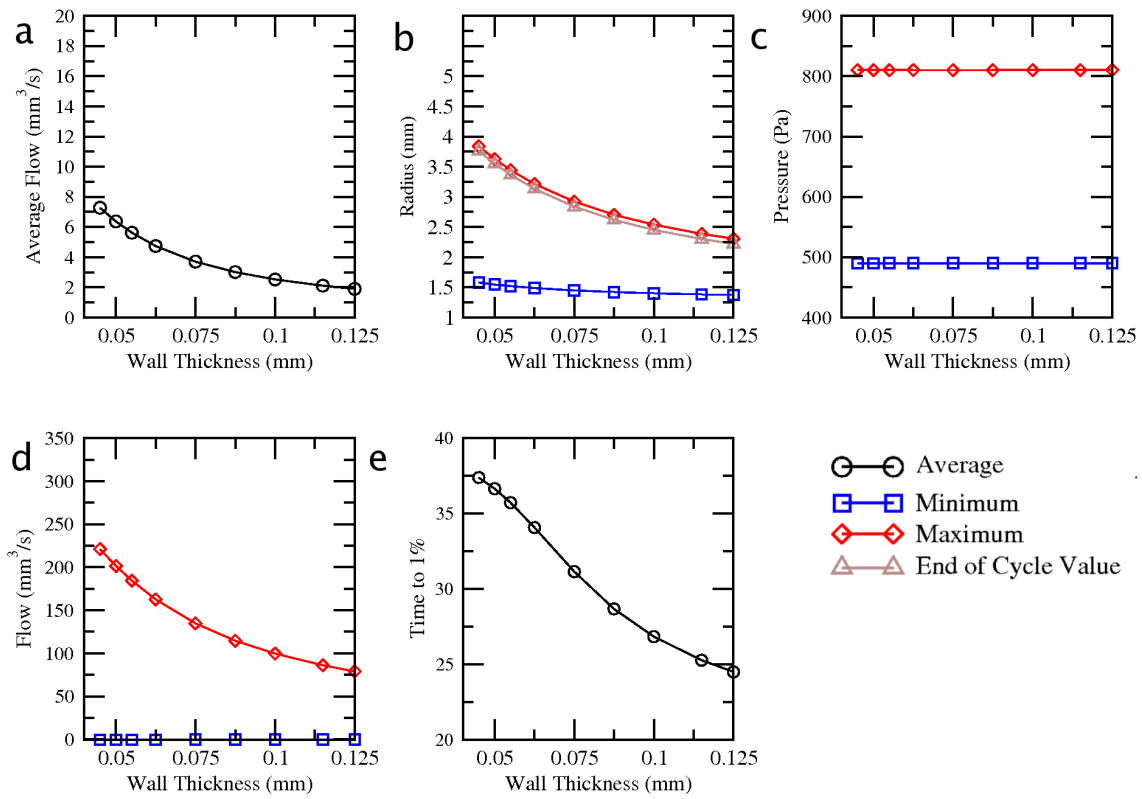 a
20
18
16
14
12
10
8
6
4
2
0
Average Flow (mm³/s)
0.05 0.075 0.1 0.125
Wall Thickness (mm)
b
5.5
5
4.5
4
3.5
3
2.5
2
1.5
1
Radius (mm)
0.05 0.075 0.1 0.125
Wall Thickness (mm)
c
900
800
700
600
500
400
Pressure (Pa)
0.05 0.075 0.1 0.125
Wall Thickness (mm)
d
350
300
250
200
150
100
50
0
Flow (mm³/s)
0.05 0.075 0.1 0.125
Wall Thickness (mm)
e
40
35
30
25
20
Time to 1%
0.05 0.075 0.1 0.125
Wall Thickness (mm)
Average
Minimum
Maximum
End of Cycle Value